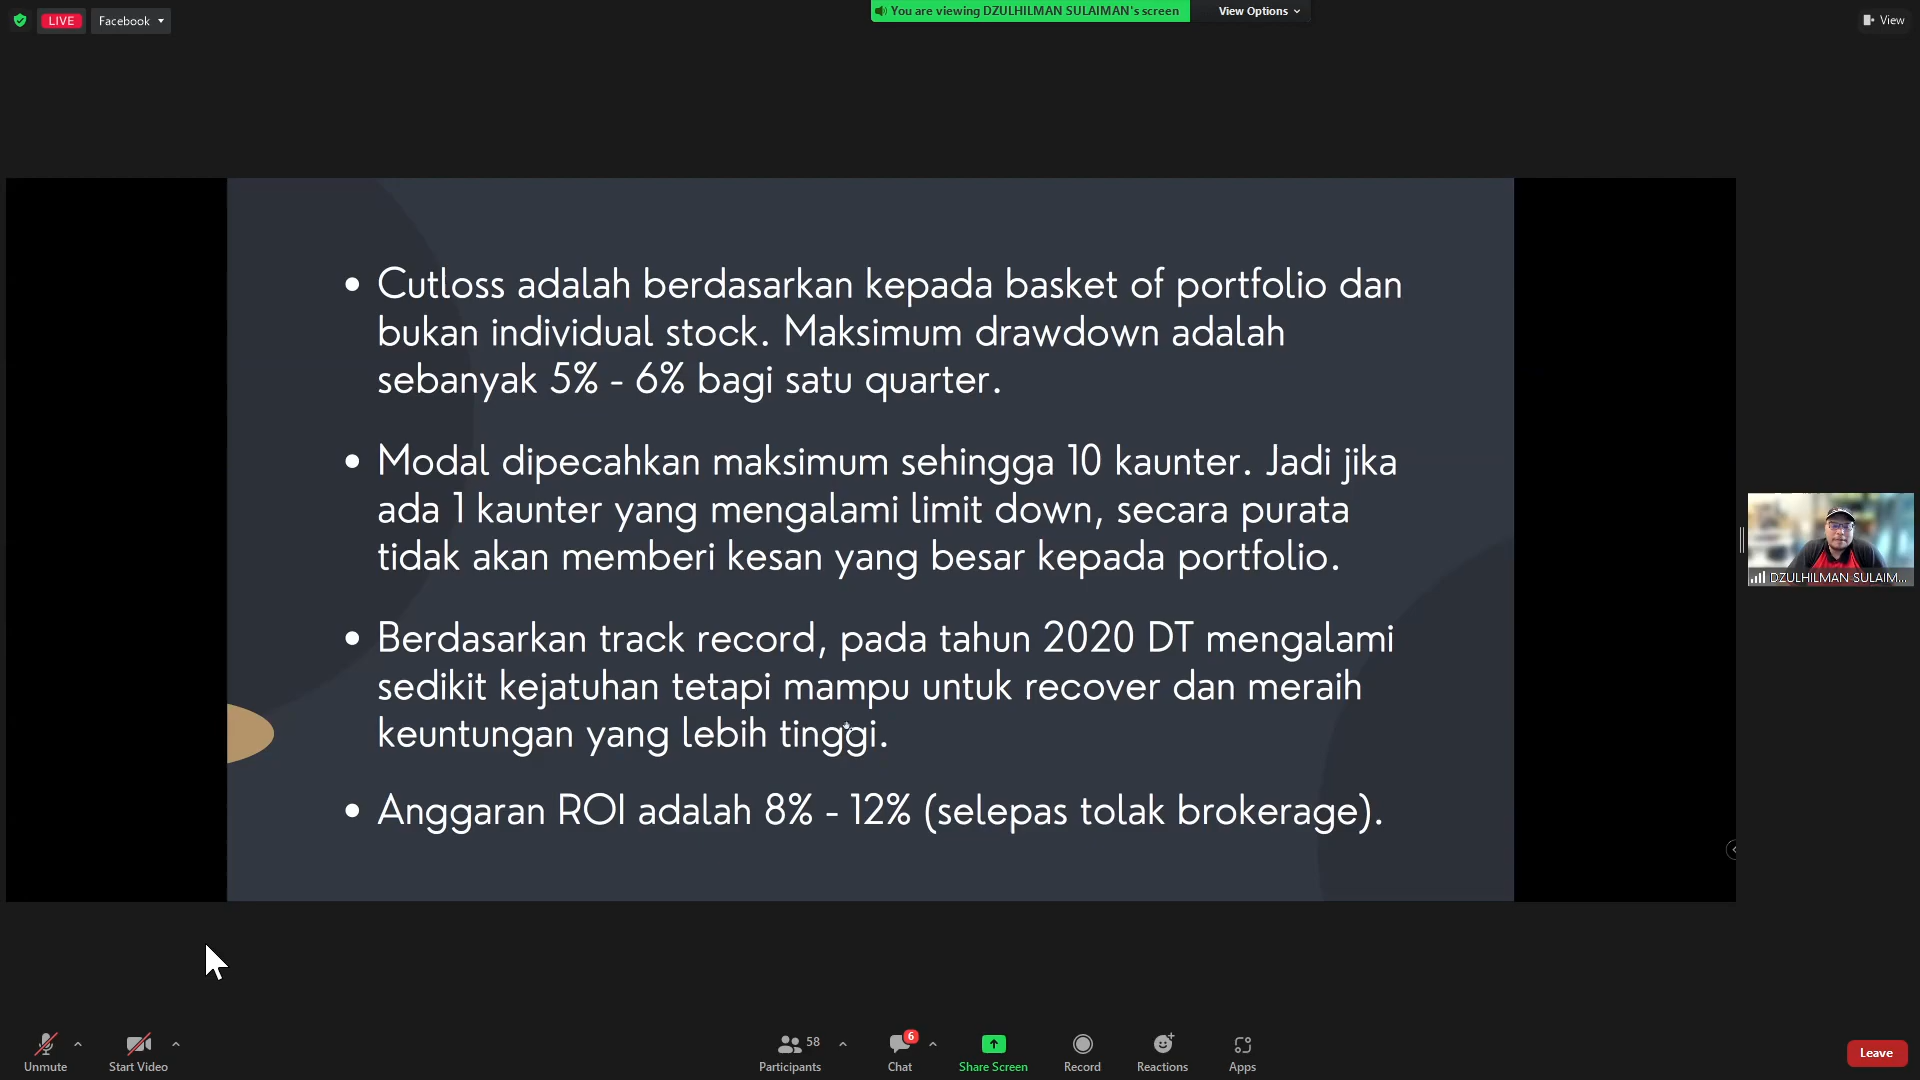 LIVE
Facebook
You are viewing DZULHILMAN SULAIMAN's screen
View Options
View
• Cutloss adalah berdasarkan kepada basket of portfolio dan
bukan individual stock. Maksimum drawdown adalah
sebanyak 5% - 6% bagi satu quarter.
• Modal dipecahkan maksimum sehingga 10 kaunter. Jadi jika
ada 1 kaunter yang mengalami limit down, secara purata
tidak akan memberi kesan yang besar kepada portfolio.
• Berdasarkan track record, pada tahun 2020 DT mengalami
sedikit kejatuhan tetapi mampu untuk recover dan meraih
keuntungan yang lebih tinggi.
• Anggaran ROI adalah 8% - 12% (selepas tolak brokerage).
DZULHILMAN SULAIM...
Unmute
Start Video
58
Participants
6
Chat
Share Screen
Record
Reactions
Apps
Leave